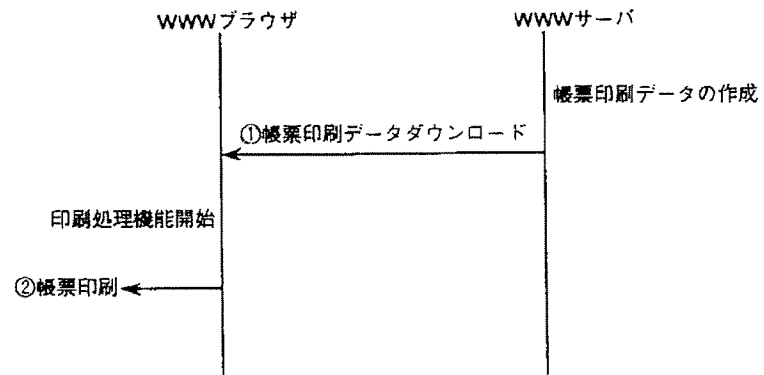 WWWブラウザ
WWWサーバ
帳票印刷データの作成
①帳票印刷データダウンロード
印刷処理機能開始
②帳票印刷